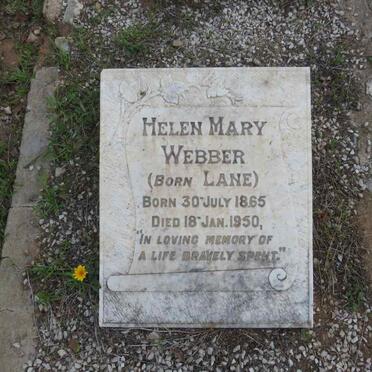 HELEN MARY
WEBBER
(BORN LANE)
BORN 30TH JULY 1865
DIED 18TH JAN. 1950,
"IN LOVING MEMORY OF
A LIFE BRAVELY SPENT."